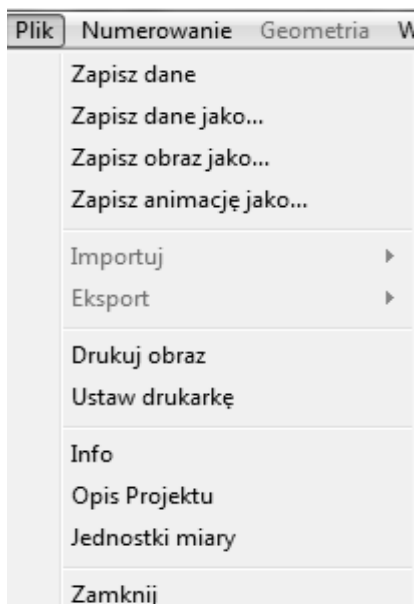 Plik Numerowanie Geometria W
Zapisz dane
Zapisz dane jako...
Zapisz obraz jako...
Zapisz animację jako...
Importuj
Eksport
Drukuj obraz
Ustaw drukarkę
Info
Opis Projektu
Jednostki miary
Zamknij